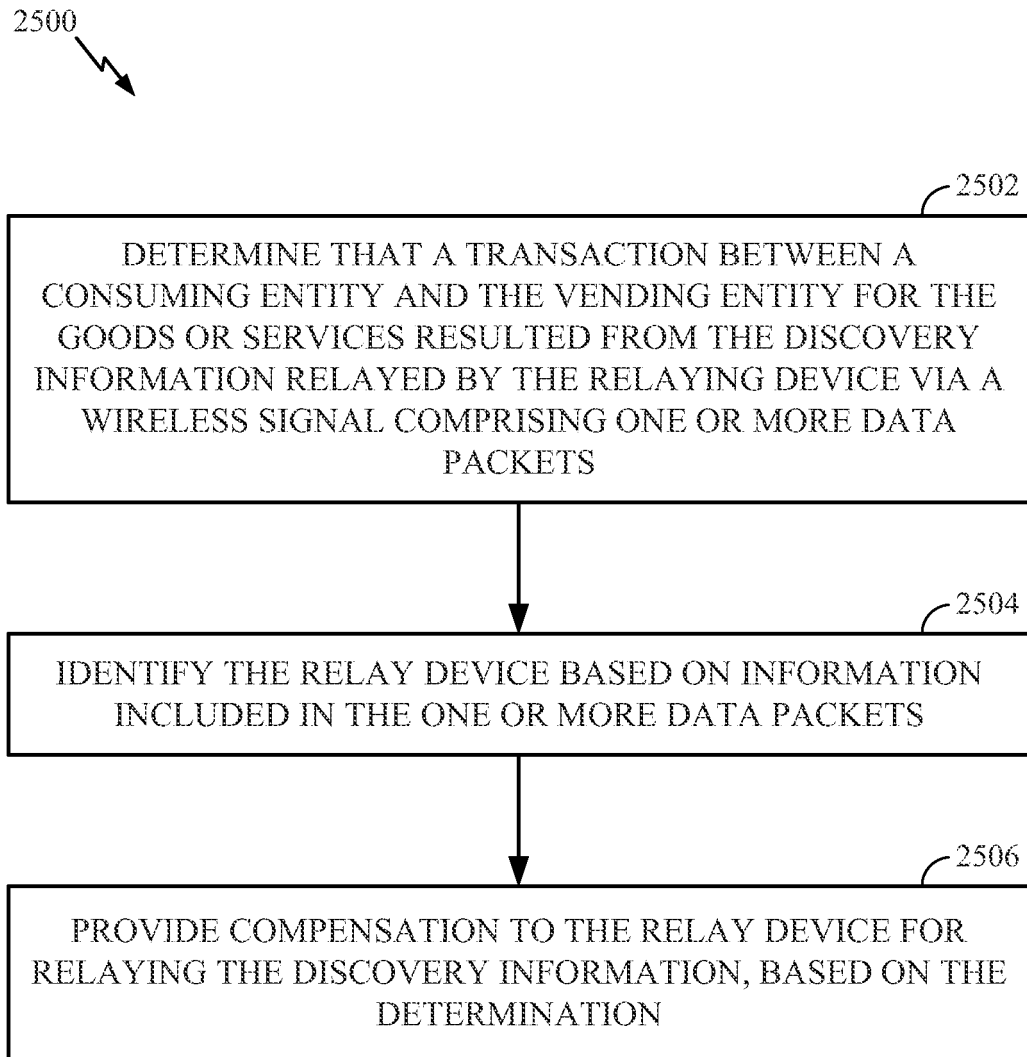 2500
2502
DETERMINE THAT A TRANSACTION BETWEEN A
CONSUMING ENTITY AND THE VENDING ENTITY FOR THE
GOODS OR SERVICES RESULTED FROM THE DISCOVERY
INFORMATION RELAYED BY THE RELAYING DEVICE VIA A
WIRELESS SIGNAL COMPRISING ONE OR MORE DATA
PACKETS
2504
IDENTIFY THE RELAY DEVICE BASED ON INFORMATION
INCLUDED IN THE ONE OR MORE DATA PACKETS
2506
PROVIDE COMPENSATION TO THE RELAY DEVICE FOR
RELAYING THE DISCOVERY INFORMATION, BASED ON THE
DETERMINATION